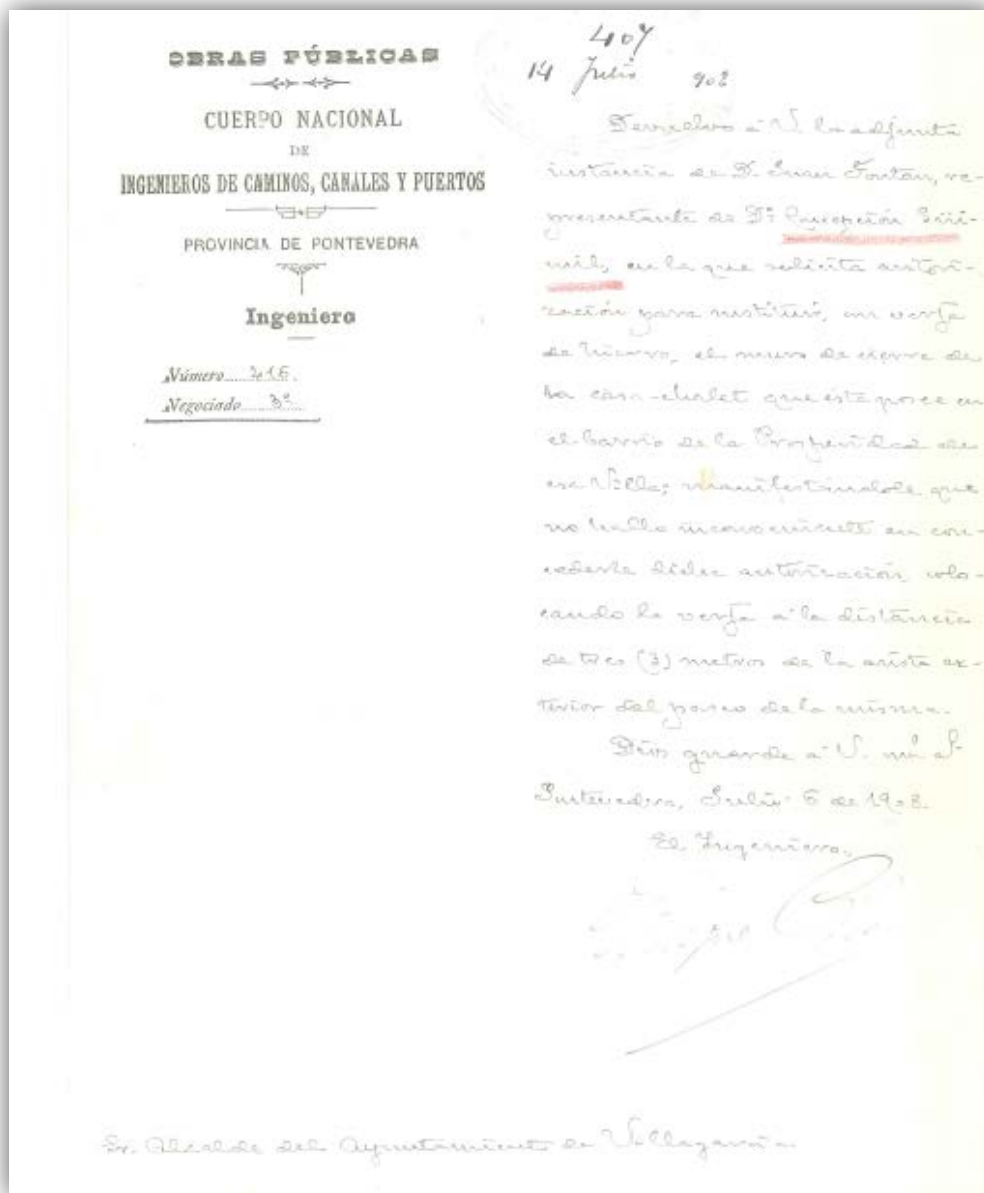 OBRAS PÚBLICAS
CUERPO NACIONAL
DE
INGENIEROS DE CAMINOS, CANALES Y PUERTOS
PROVINCIA DE PONTEVEDRA
Ingeniero
Número 416.
Negociado 3º
407
14 Julio 902
Devuelvo á V. la adjunta
instancia de D. Fontán, re-
presentante de Dª Concepción
en la que solicita autori-
zación para sustituir, en verja
de hierro, el muro de cierre de
la casa-chalet que ésta posee en
el barrio de la Prosperidad de
esa Villa; manifestándole que
no hallo inconveniente en con-
cederle dicha autorización, colo-
cando la verja á la distancia
de tres (3) metros de la arista ex-
terior del paseo de la misma.
Dios guarde á V. m. a.
Pontevedra, Julio 6 de 1902.
El Ingeniero,
Sr. Alcalde del Ayuntamiento de Villagarcía.